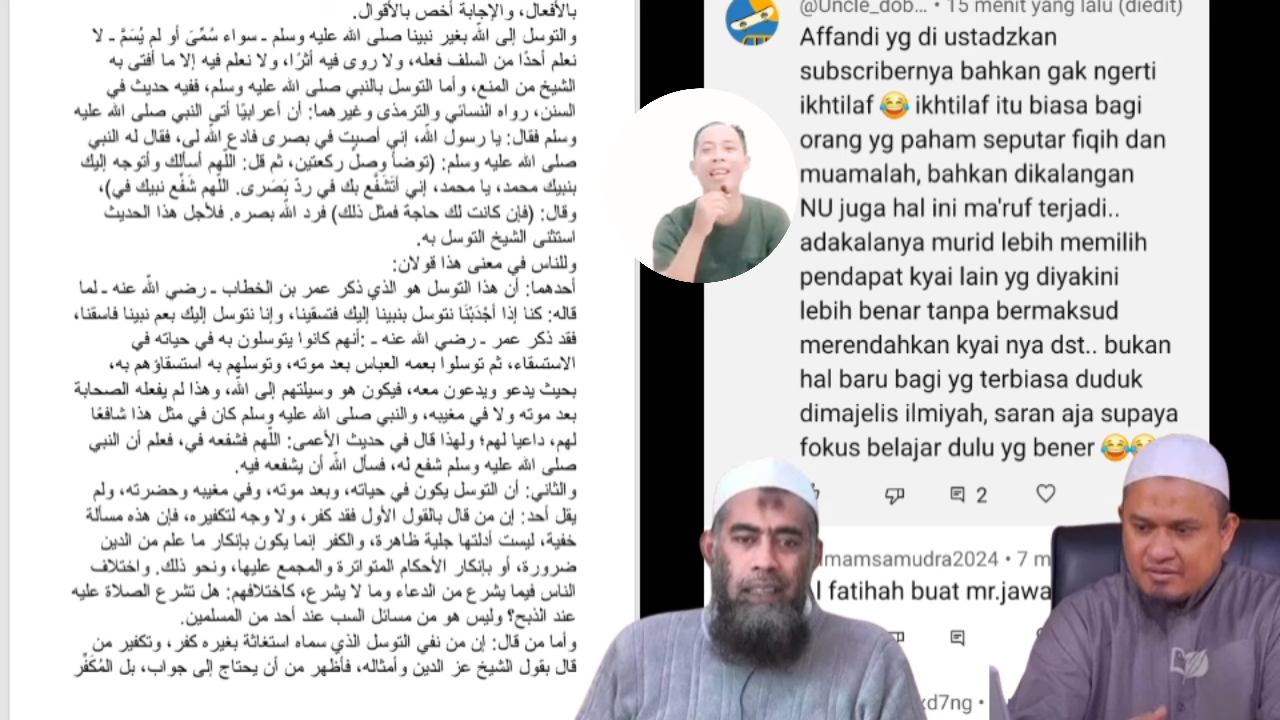 بالأفعال، والإجابة أخص بالأقوال.
والتوسل إلى الله بغير نبينا صلى الله عليه وسلم ـ سواء سُمِّىَ أو لم يُسَمَّ ـ لا
نعلم أحدًا من السلف فعله، ولا روى فيه أثرًا، ولا نعلم فيه إلا ما أفتى به
الشيخ من المنع، وأما التوسل بالنبي صلى الله عليه وسلم، ففيه حديث في
السنن، رواه النسائي والترمذى وغيرهما: أن أعرابيًا أتى النبي صلى الله عليه
وسلم فقال: يا رسول الله، إني أصبت في بصرى فادع الله لى، فقال له النبي
صلى الله عليه وسلم: (توضأ وصلِّ ركعتين، ثم قل: اللّهم أسألك وأتوجه إليك
بنبيك محمد، يا محمد، إني أتَشَفَّع بك في ردّ بَصَرى. اللّهم شَفِّع نبيك في)،
وقال: (فإن كانت لك حاجة فمثل ذلك) فرد الله بصره. فلأجل هذا الحديث
استثنى الشيخ التوسل به.
وللناس في معنى هذا قولان:
أحدهما: أن هذا التوسل هو الذي ذكر عمر بن الخطاب ـ رضي الله عنه ـ لما
قاله: كنا إذا أجْدَبْنَا نتوسل بنبينا إليك فتسقينا، وإنا نتوسل إليك بعم نبينا فاسقنا،
فقد ذكر عمر ـ رضي الله عنه ـ :أنهم كانوا يتوسلون به في حياته في
الاستسقاء، ثم توسلوا بعمه العباس بعد موته، وتوسلهم به استسقاؤهم به،
بحيث يدعو ويدعون معه، فيكون هو وسيلتهم إلى الله، وهذا لم يفعله الصحابة
بعد موته ولا في مغيبه، والنبي صلى الله عليه وسلم كان في مثل هذا شافعًا
لهم، داعيا لهم؛ ولهذا قال في حديث الأعمى: اللّهم فشفعه في، فعلم أن النبي
صلى الله عليه وسلم شفع له، فسأل الله أن يشفعه فيه.
والثاني: أن التوسل يكون في حياته، وبعد موته، وفي مغيبه وحضرته، ولم
يقل أحد: إن من قال بالقول الأول فقد كفر، ولا وجه لتكفيره، فإن هذه مسألة
خفية، ليست أدلتها جلية ظاهرة، والكفر إنما يكون بإنكار ما علم من الدين
ضرورة، أو بإنكار الأحكام المتواترة والمجمع عليها، ونحو ذلك. واختلاف
الناس فيما يشرع من الدعاء وما لا يشرع، كاختلافهم: هل تشرع الصلاة عليه
عند الذبح؟ وليس هو من مسائل السب عند أحد من المسلمين.
وأما من قال: إن من نفي التوسل الذي سماه استغاثة بغيره كفر، وتكفير من
قال بقول الشيخ عز الدين وأمثاله، فأظهر من أن يحتاج إلى جواب، بل المُكَفِّر
@Uncle_dob... • 15 menit yang lalu (diedit)
Affandi yg di ustadzkan
subscribernya bahkan gak ngerti
ikhtilaf 😂 ikhtilaf itu biasa bagi
orang yg paham seputar fiqih dan
muamalah, bahkan dikalangan
NU juga hal ini ma'ruf terjadi..
adakalanya murid lebih memilih
pendapat kyai lain yg diyakini
lebih benar tanpa bermaksud
merendahkan kyai nya dst.. bukan
hal baru bagi yg terbiasa duduk
dimajelis ilmiyah, saran aja supaya
fokus belajar dulu yg bener 😂😂
2
mamsamudra2024 • 7 m
l fatihah buat mr.jawa
xd7ng •